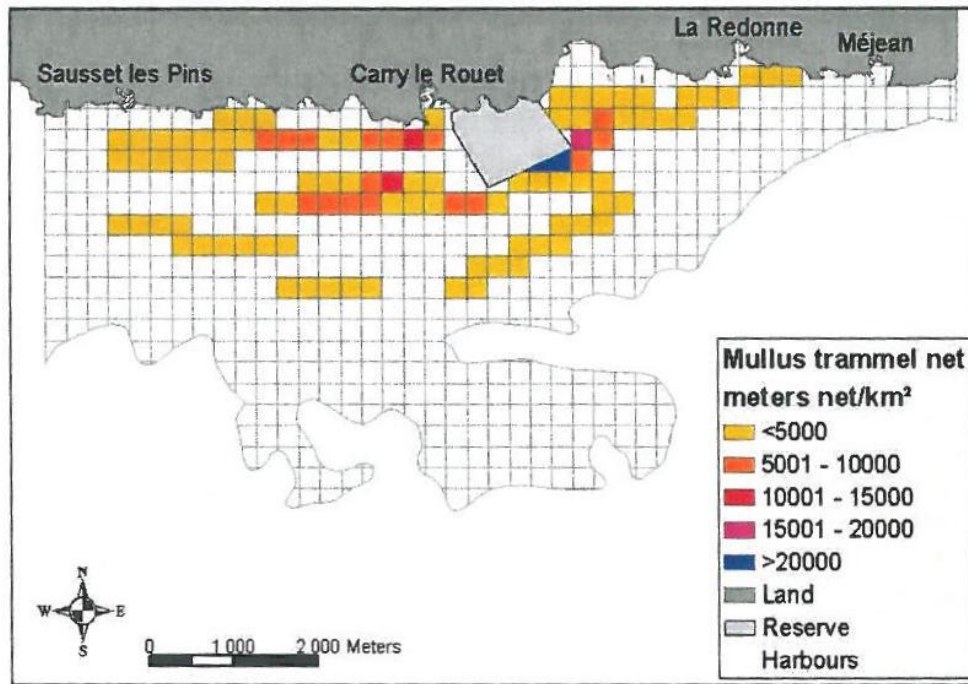 La Redonne
Méjean
Sausset les Pins
Carry le Rouet
Mullus trammel net
meters net/km²
<5000
5001 - 10000
10001 - 15000
15001 - 20000
>20000
Land
Reserve
Harbours
N
W E
S
0 1 000 2 000 Meters